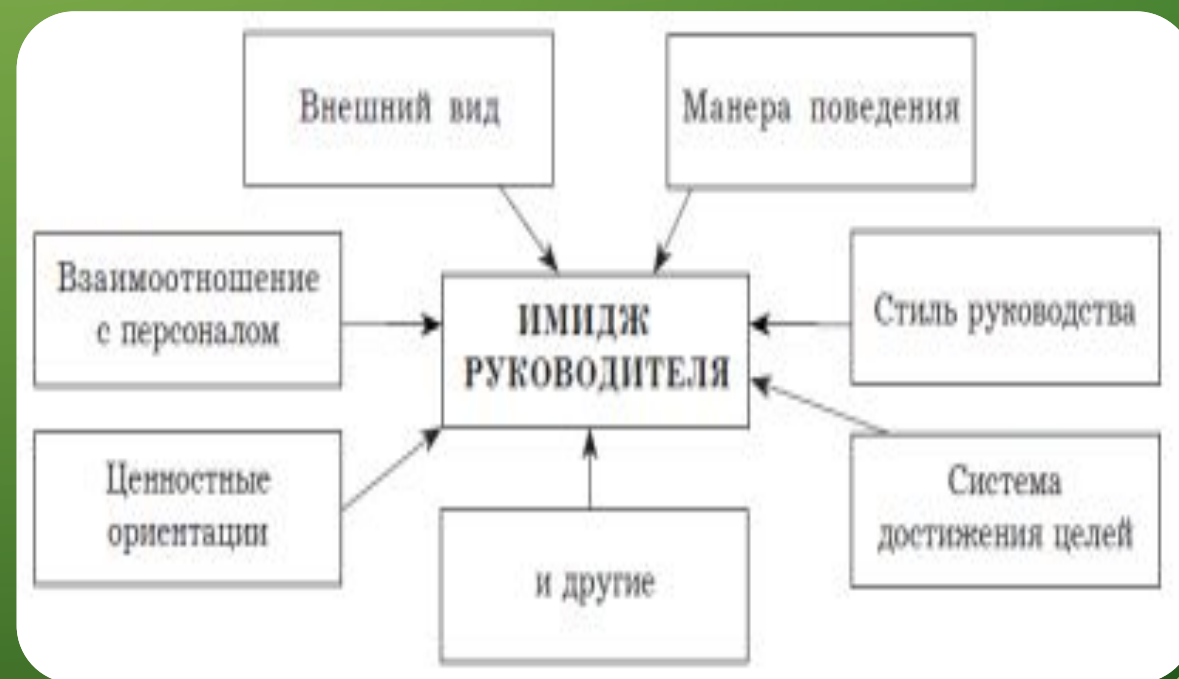 Внешний вид
Манера поведения
Взаимоотношение
с персоналом
ИМИДЖ
РУКОВОДИТЕЛЯ
Стиль руководства
Ценностные
ориентации
и другие
Система
достижения целей